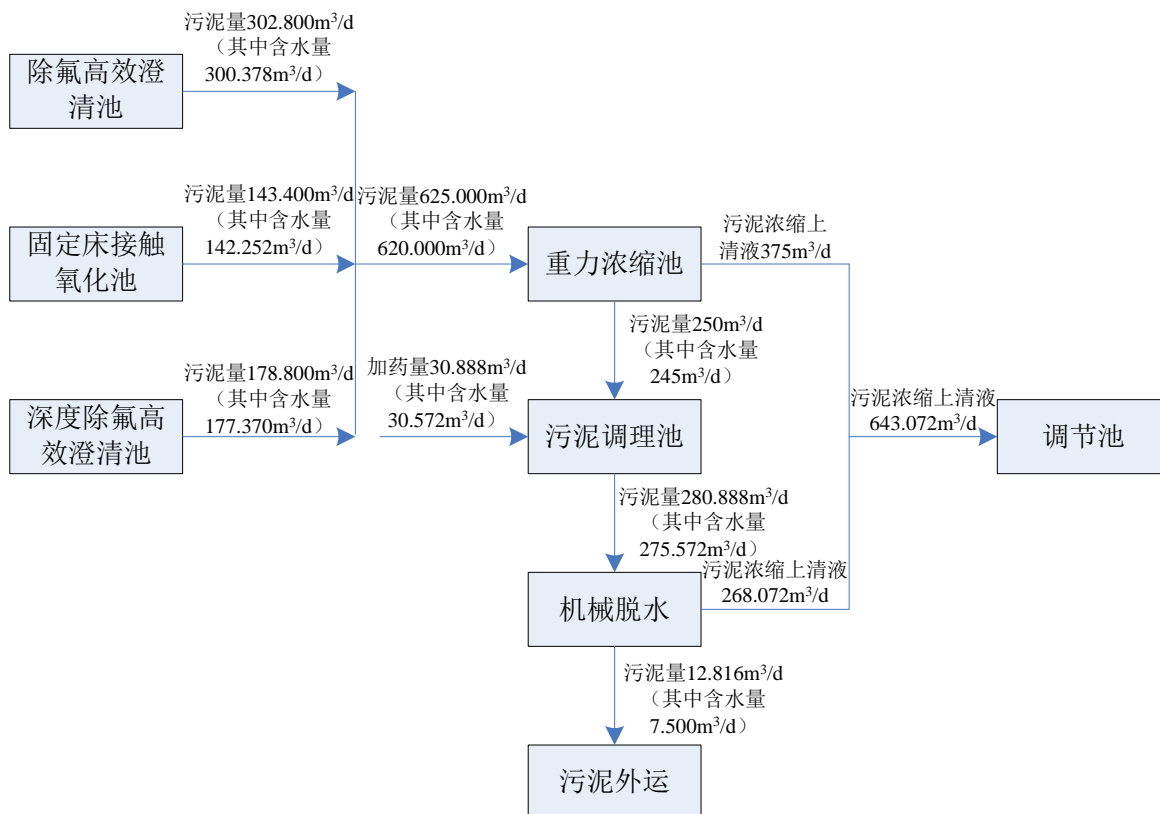 污泥量302.800m³/d
（其中含水量
300.378m³/d）
除氟高效澄
清池
污泥量143.400m³/d
（其中含水量
142.252m³/d）
固定床接触
氧化池
污泥量178.800m³/d
（其中含水量
177.370m³/d）
深度除氟高
效澄清池
污泥量625.000m³/d
（其中含水量
620.000m³/d）
重力浓缩池
污泥浓缩上
清液375m³/d
污泥量250m³/d
（其中含水量
245m³/d）
加药量30.888m³/d
（其中含水量
30.572m³/d）
污泥调理池
污泥量280.888m³/d
（其中含水量
275.572m³/d）
机械脱水
污泥浓缩上清液
268.072m³/d
污泥浓缩上清液
643.072m³/d
调节池
污泥量12.816m³/d
（其中含水量
7.500m³/d）
污泥外运